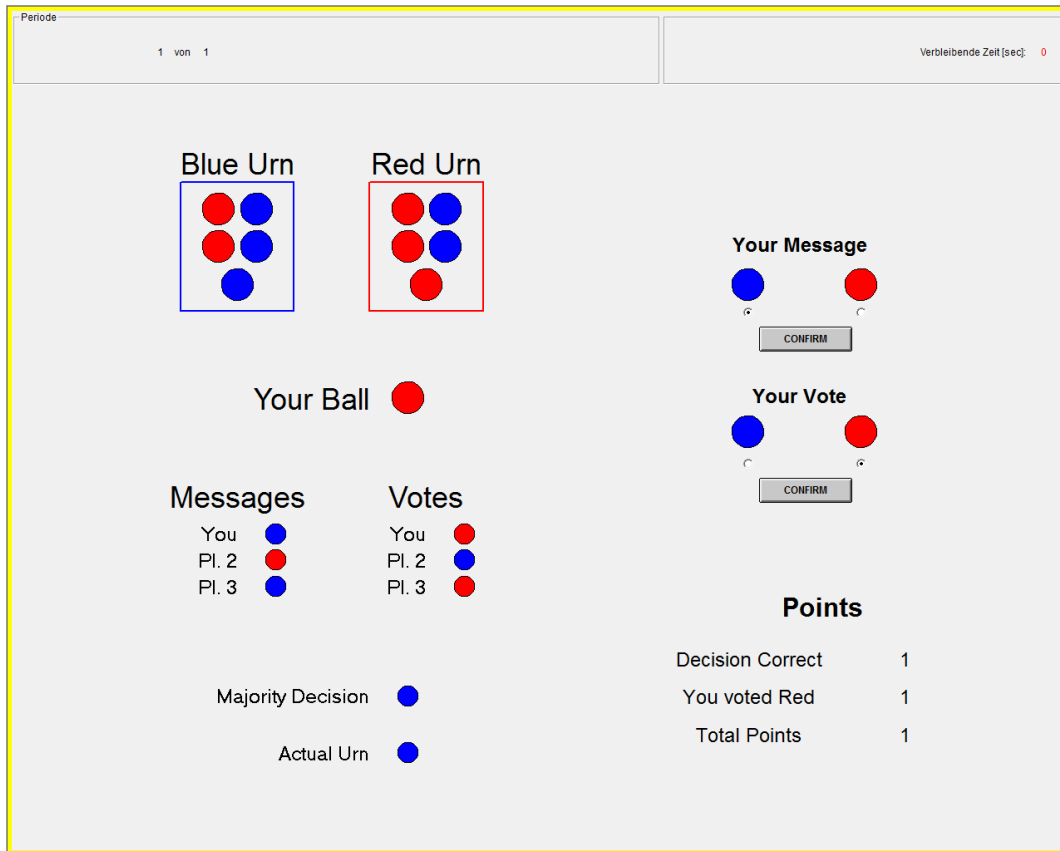 Periode
1 von 1
Verbleibende Zeit [sec]: 0
Blue Urn
Red Urn
Your Message
CONFIRM
Your Ball
Your Vote
CONFIRM
Messages
Votes
You
You
Pl. 2
Pl. 2
Pl. 3
Pl. 3
Points
Decision Correct 1
Majority Decision
You voted Red 1
Total Points 1
Actual Urn